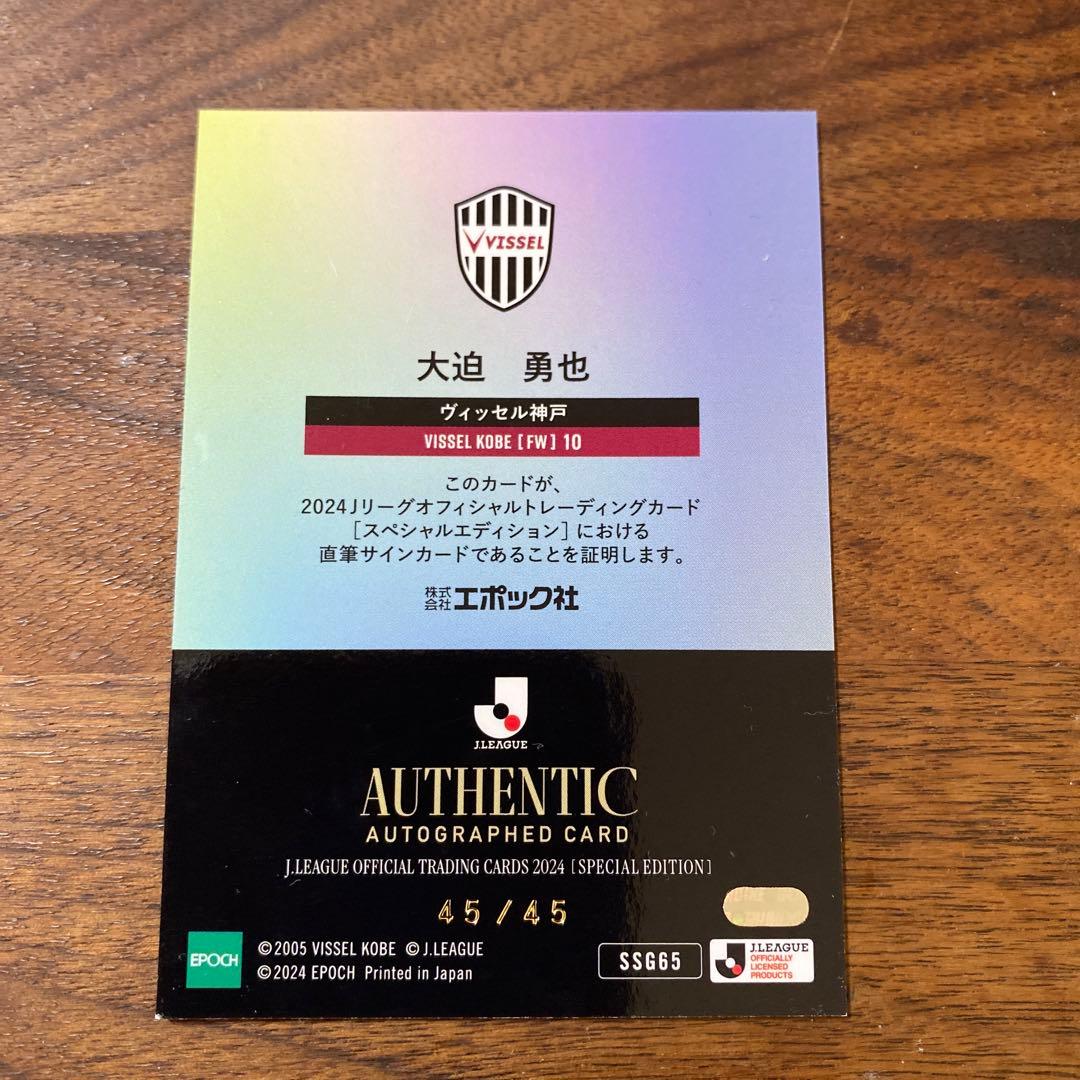 VISSEL
大迫 勇也
ヴィッセル神戸
VISSEL KOBE [FW] 10
このカードが、
2024Jリーグオフィシャルトレーディングカード
[スペシャルエディション]における
直筆サインカードであることを証明します。
株式会社エポック社
J.LEAGUE
AUTHENTIC
AUTOGRAPHED CARD
J.LEAGUE OFFICIAL TRADING CARDS 2024 [SPECIAL EDITION]
45/45
EPOCH
©2005 VISSEL KOBE ©J.LEAGUE
©2024 EPOCH Printed in Japan
SSG65
J.LEAGUE
OFFICIALLY
LICENSED
PRODUCTS